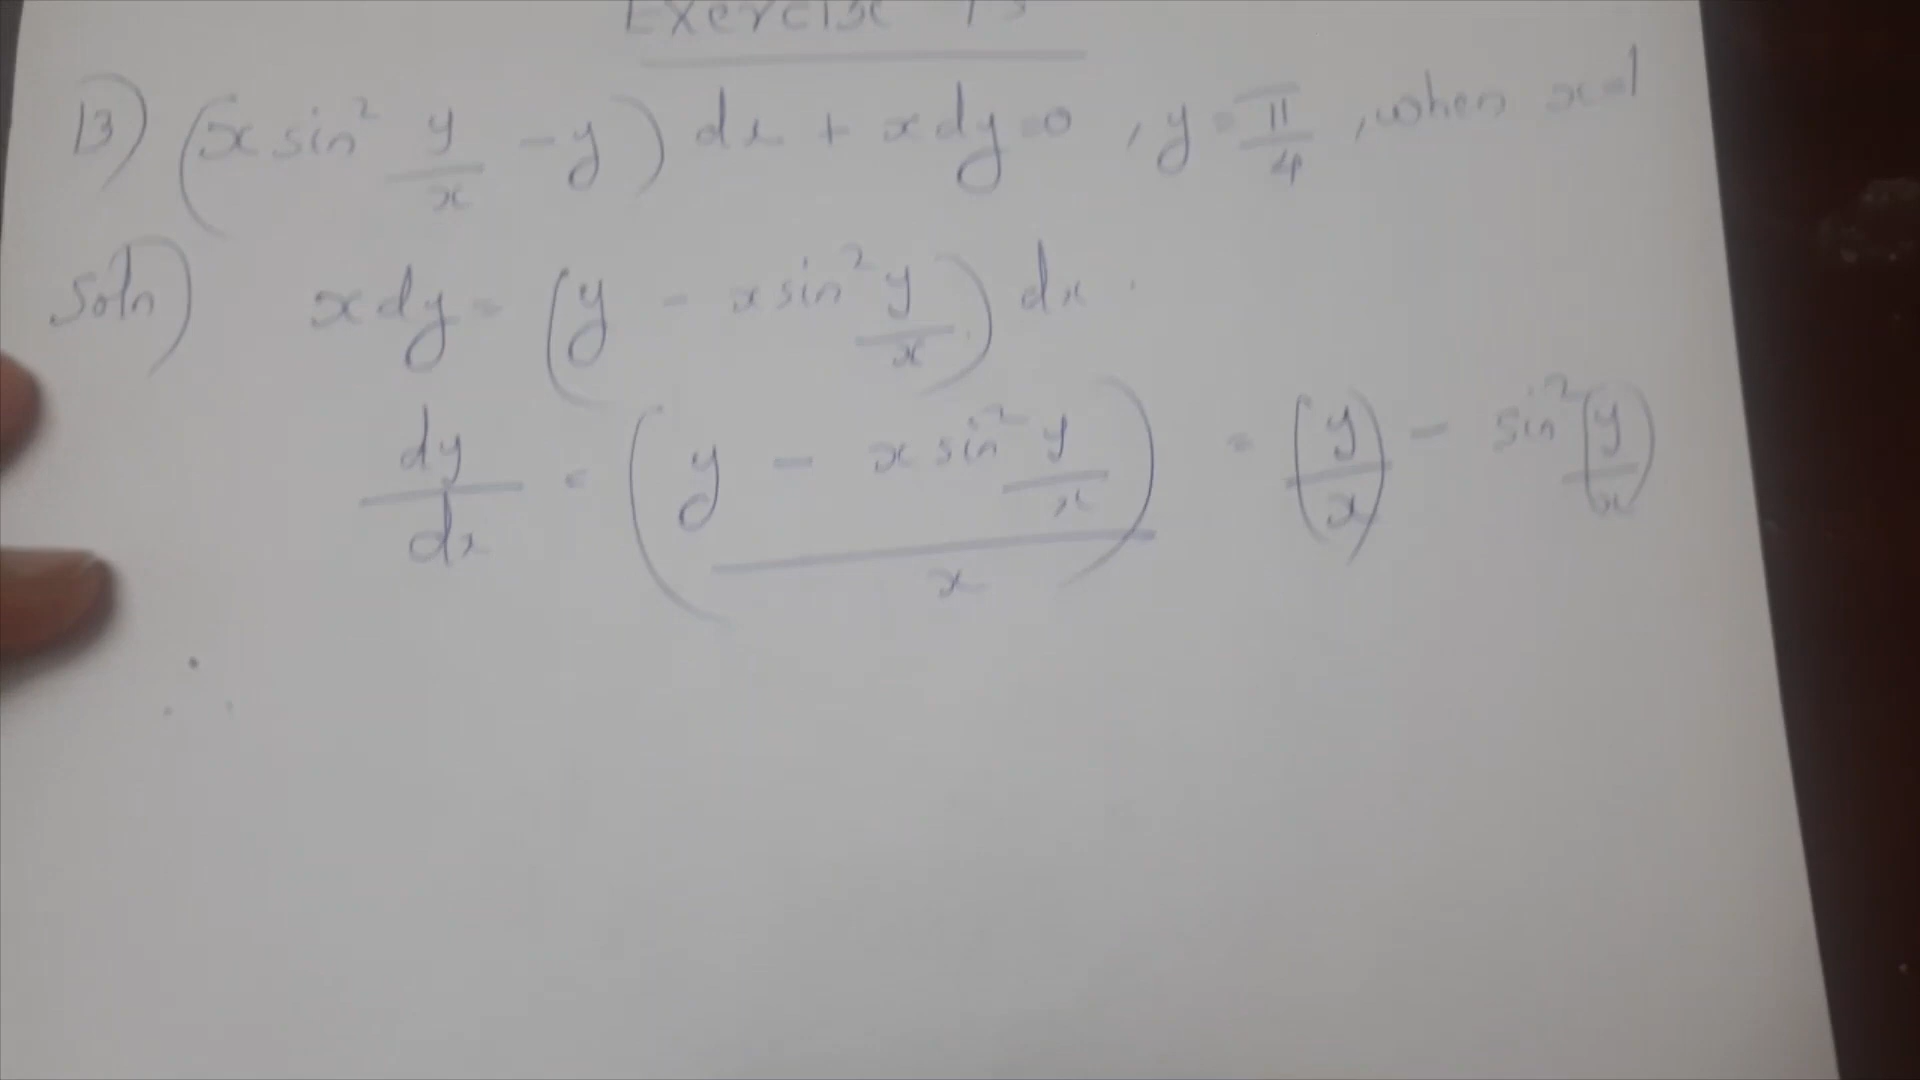 Exercise
13) (x sin² y/x - y) dx + x dy = 0 , y = π/4 , when x=1
Soln) x dy = (y - x sin² y/x) dx .
dy/dx = (y - x sin² y/x)/x = (y/x) - sin² (y/x)
∴